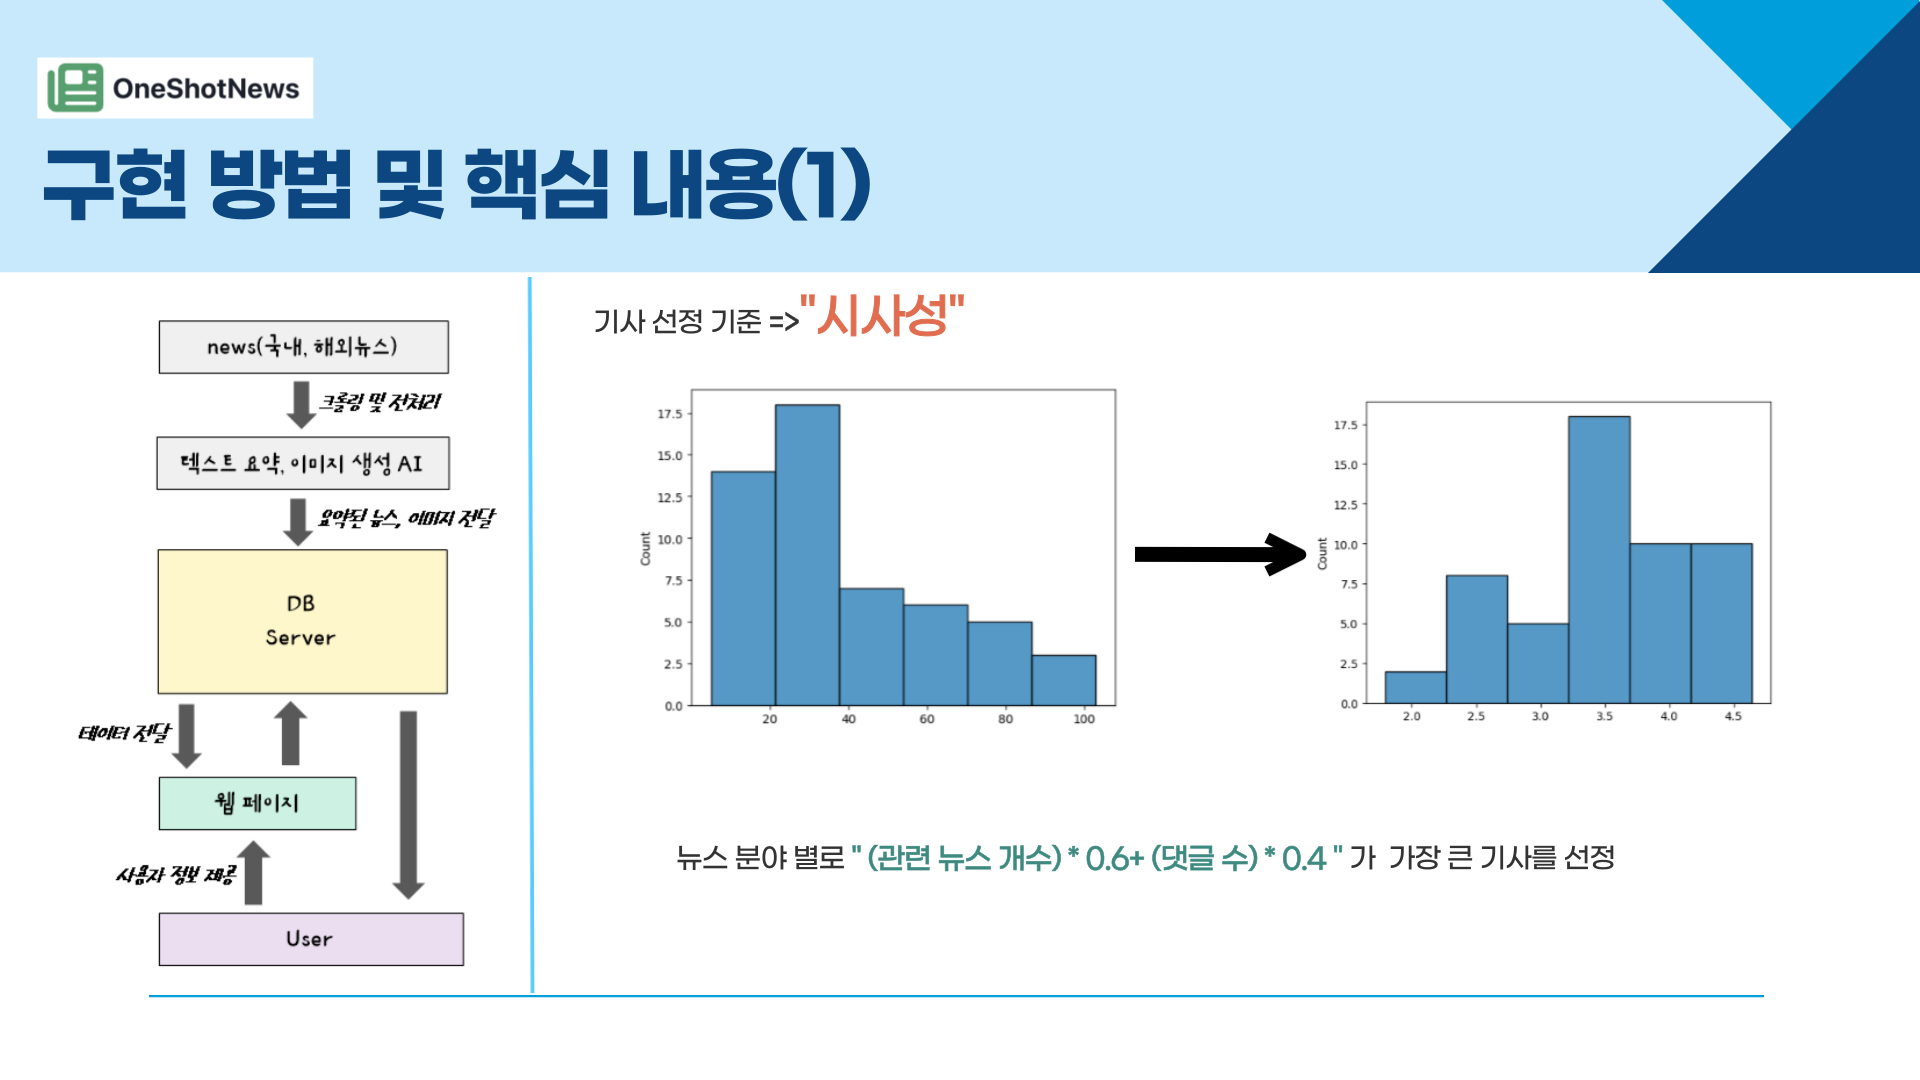 OneShotNews
구현 방법 및 핵심 내용(1)
news(국내, 해외뉴스)
크롤링 및 전처리
텍스트 요약, 이미지 생성 AI
요약된 뉴스, 이미지 전달
DB
Server
데이터 전달
웹 페이지
사용자 정보 제공
User
기사 선정 기준 => "시사성"
Count
17.5
15.0
12.5
10.0
7.5
5.0
2.5
0.0
20 40 60 80 100
Count
17.5
15.0
12.5
10.0
7.5
5.0
2.5
0.0
2.0 2.5 3.0 3.5 4.0 4.5
뉴스 분야 별로 " (관련 뉴스 개수) * 0.6+ (댓글 수) * 0.4 " 가 가장 큰 기사를 선정